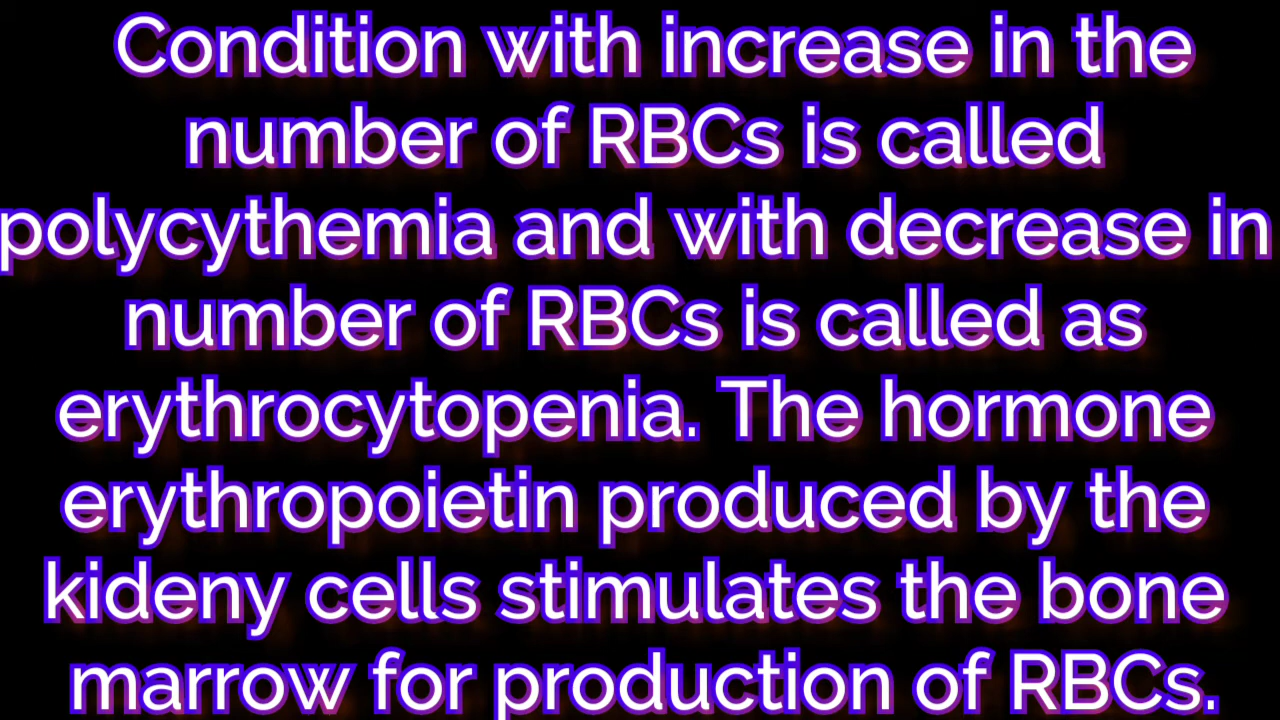 Condition with increase in the
number of RBCs is called
polycythemia and with decrease in
number of RBCs is called as
erythrocytopenia. The hormone
erythropoietin produced by the
kideny cells stimulates the bone
marrow for production of RBCs.